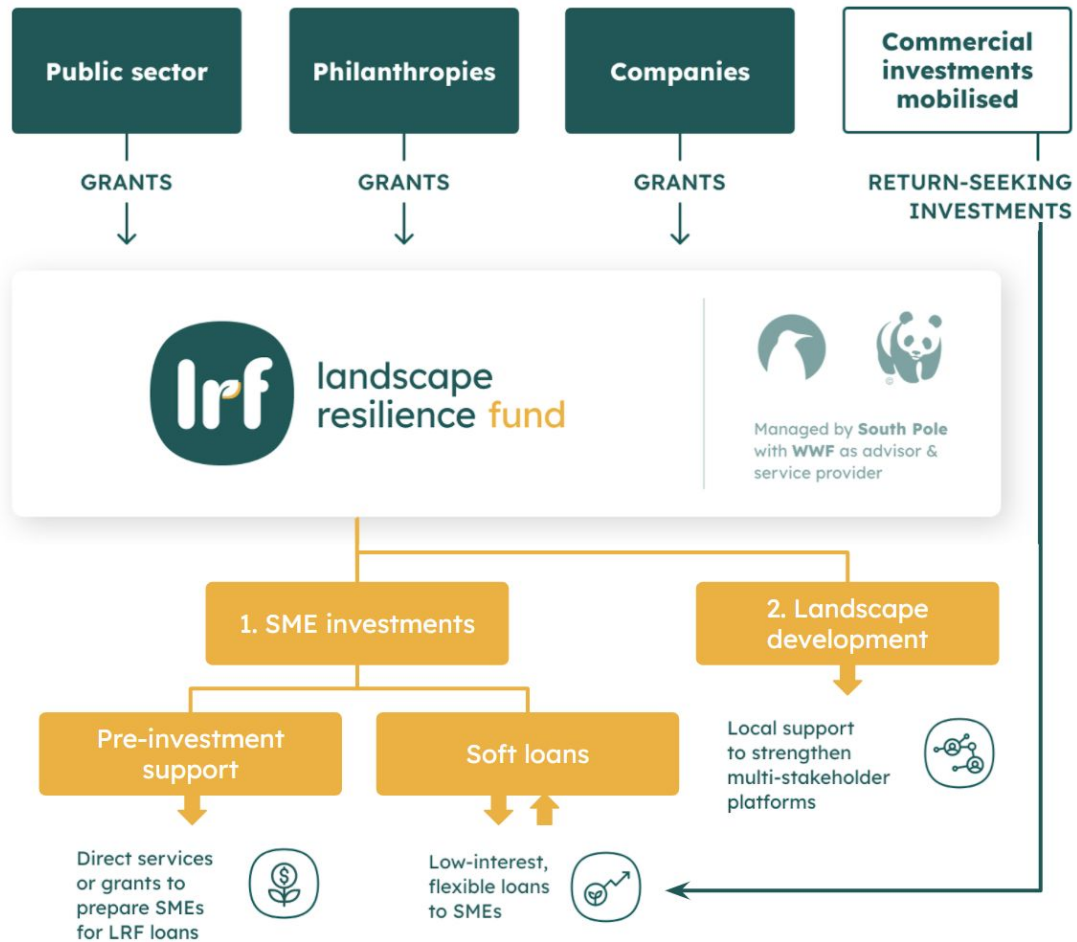 Public sector
Philanthropies
Companies
Commercial
investments
mobilised
GRANTS
GRANTS
GRANTS
RETURN-SEEKING
INVESTMENTS
lrf
landscape
resilience fund
©
Managed by South Pole
with WWF as advisor &
service provider
1. SME investments
2. Landscape
development
Pre-investment
support
Soft loans
Local support
to strengthen
multi-stakeholder
platforms
Direct services
or grants to
prepare SMEs
for LRF loans
$
Low-interest,
flexible loans
to SMEs